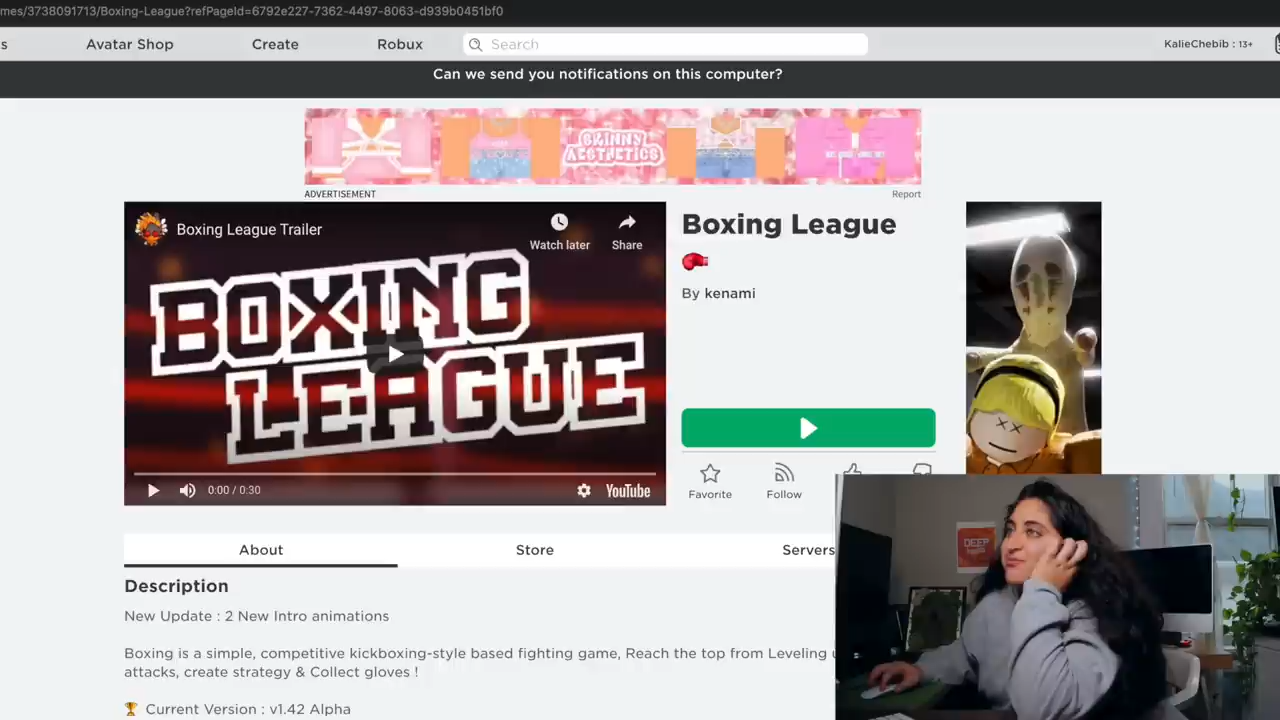 mes/3738091713/Boxing-League?refPageId=6792e227-7362-4497-8063-d939b0451bf0
s Avatar Shop Create Robux Search KalieChebib : 13+
Can we send you notifications on this computer?
SKINNY
AESTHETICS
ADVERTISEMENT Report
Boxing League Trailer
Watch later Share
BOXING
LEAGUE
0:00 / 0:30 YouTube
Boxing League
By kenami
Favorite Follow
About Store Servers
Description
New Update : 2 New Intro animations
Boxing is a simple, competitive kickboxing-style based fighting game, Reach the top from Leveling u
attacks, create strategy & Collect gloves !
Current Version : v1.42 Alpha
DEEP